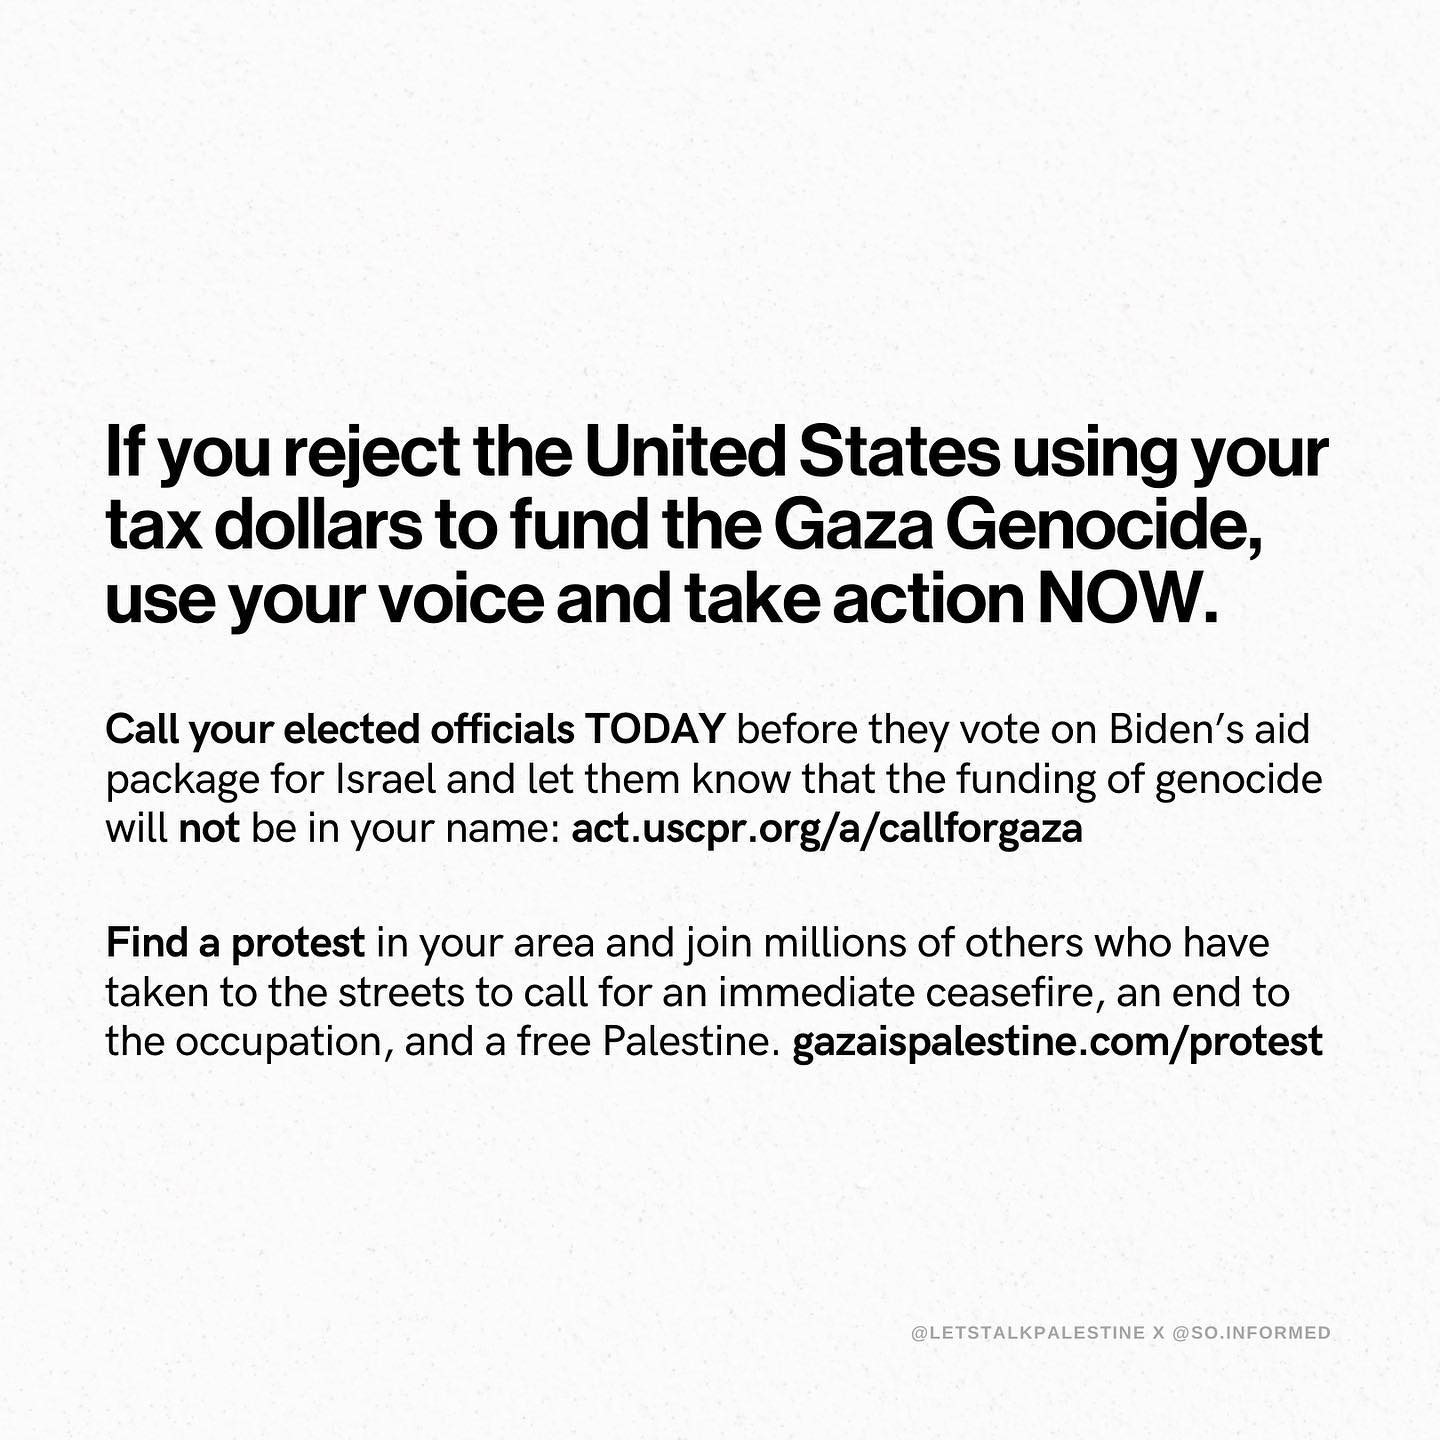 If you reject the United States using your
tax dollars to fund the Gaza Genocide,
use your voice and take action NOW.
Call your elected officials TODAY before they vote on Biden’s aid
package for Israel and let them know that the funding of genocide
will not be in your name: act.uscpr.org/a/callforgaza
Find a protest in your area and join millions of others who have
taken to the streets to call for an immediate ceasefire, an end to
the occupation, and a free Palestine. gazaispalestine.com/protest
@LETSTALKPALESTINE X @SO.INFORMED